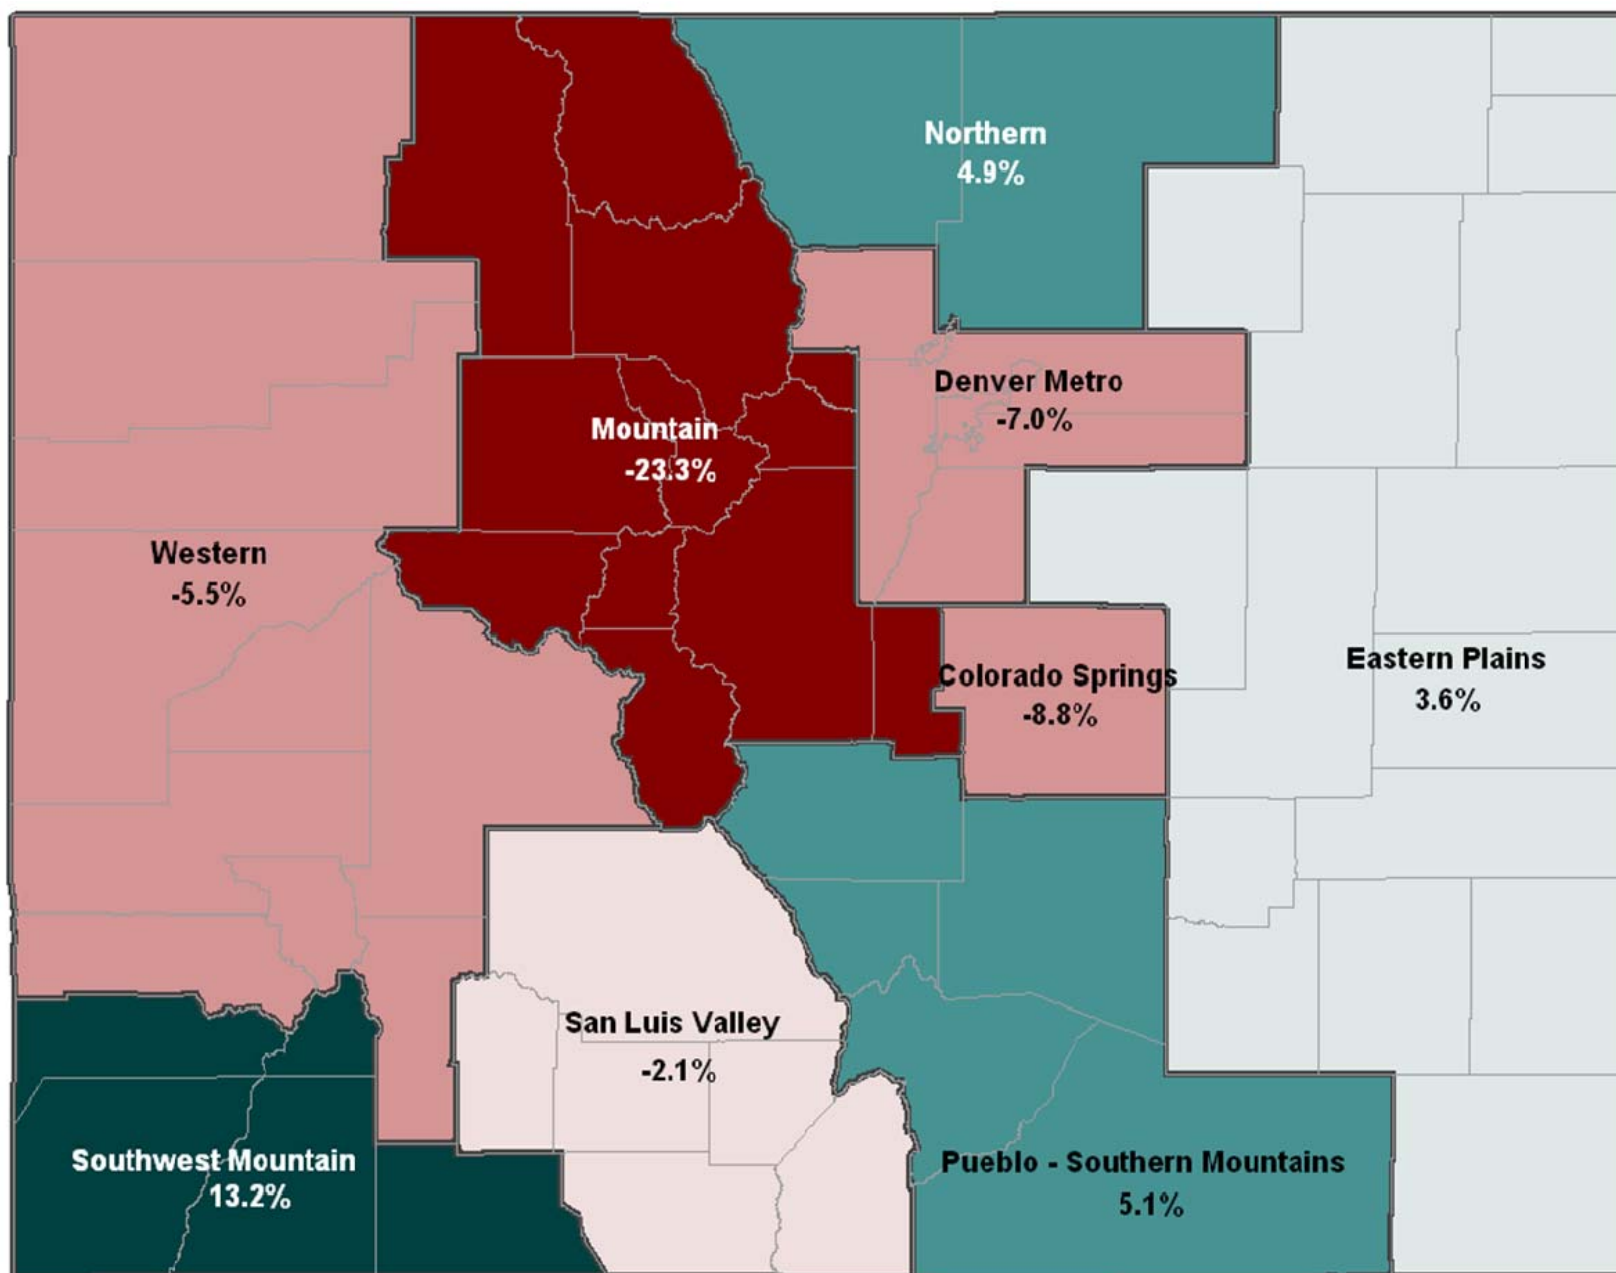 Northern
4.9%
Denver Metro
-7.0%
Mountain
-23.3%
Western
-5.5%
Colorado Springs
-8.8%
Eastern Plains
3.6%
San Luis Valley
-2.1%
Southwest Mountain
13.2%
Pueblo - Southern Mountains
5.1%